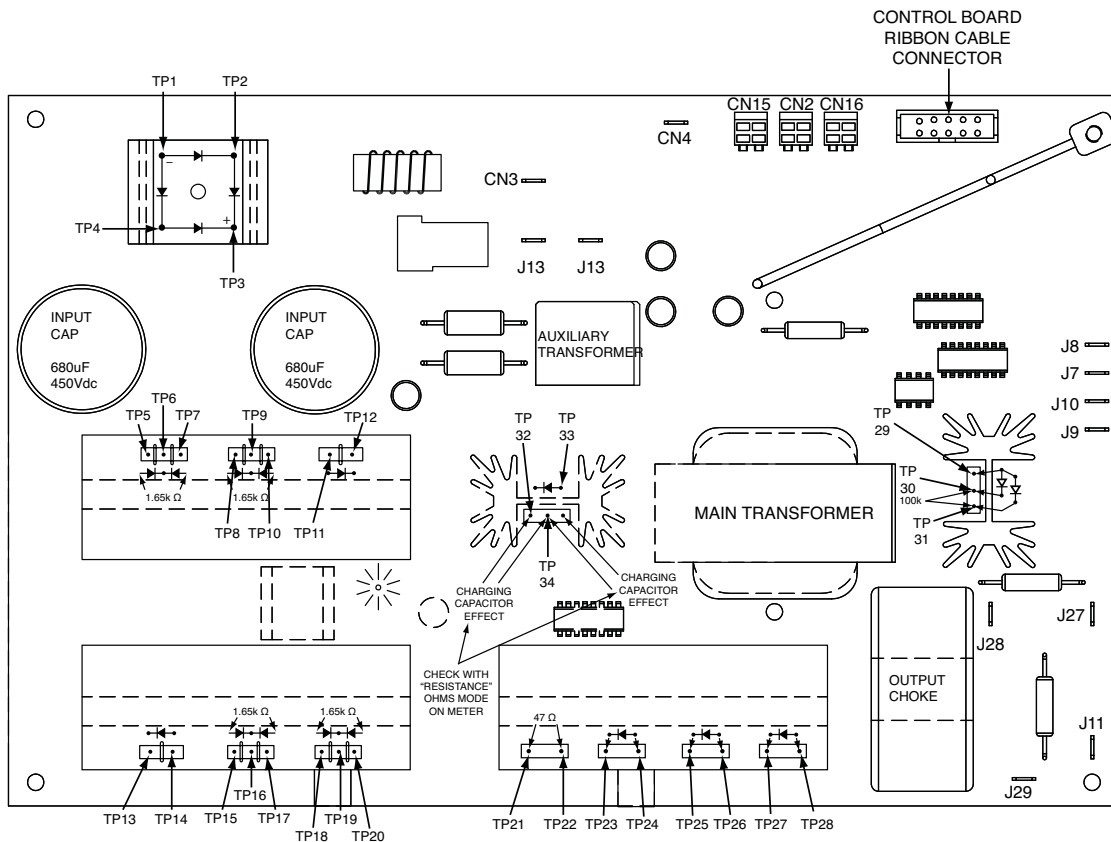 CONTROL BOARD
RIBBON CABLE
CONNECTOR
TP1
TP2
CN15
CN2
CN16
CN4
−
CN3
TP4
+
TP3
J13
J13
INPUT
CAP
680uF
450Vdc
INPUT
CAP
680uF
450Vdc
AUXILIARY
TRANSFORMER
J8
J7
J10
J9
TP5
TP6
TP7
TP9
TP12
1.65k Ω
1.65k Ω
TP8
TP10
TP11
TP
32
TP
33
TP
34
TP
29
TP
30
100k
TP
31
MAIN TRANSFORMER
CHARGING
CAPACITOR
EFFECT
CHARGING
CAPACITOR
EFFECT
CHECK WITH
"RESISTANCE"
OHMS MODE
ON METER
J28
J27
OUTPUT
CHOKE
J11
J29
1.65k Ω
1.65k Ω
47 Ω
TP13
TP14
TP15
TP16
TP17
TP18
TP19
TP20
TP21
TP22
TP23
TP24
TP25
TP26
TP27
TP28